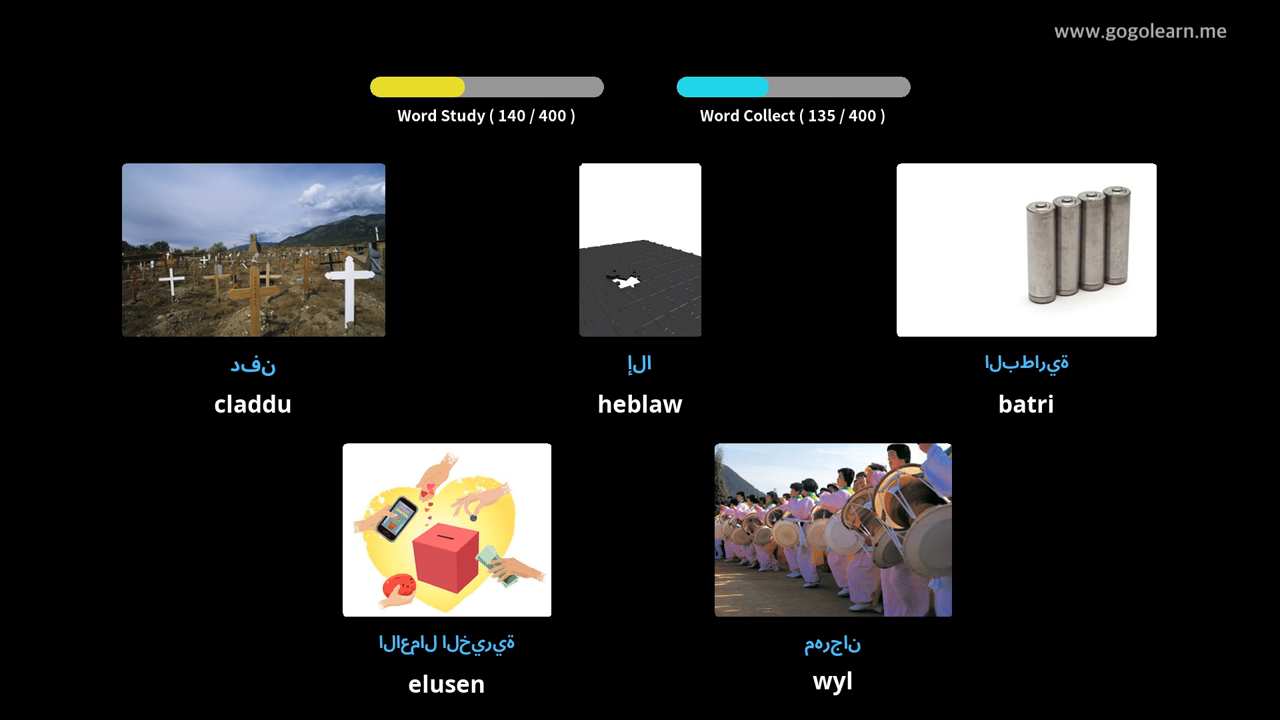 www.gogolearn.me
Word Study ( 140 / 400 )
Word Collect ( 135 / 400 )
دفن
إلا
البطارية
claddu
heblaw
batri
الاعمال الخيرية
مهرجان
elusen
wyl